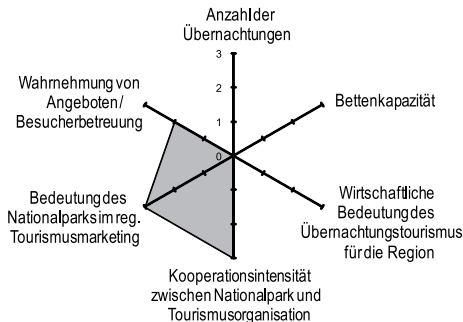 Anzahl der
Übernachtungen
3
2
1
0
Wahrnehmung von
Angeboten/
Besucherbetreuung
Bettenkapazität
Bedeutung des
Nationalparks im reg.
Tourismusmarketing
Wirtschaftliche
Bedeutung des
Übernachtungstourismus
für die Region
Kooperationsintensität
zwischen Nationalpark und
Tourismusorganisation